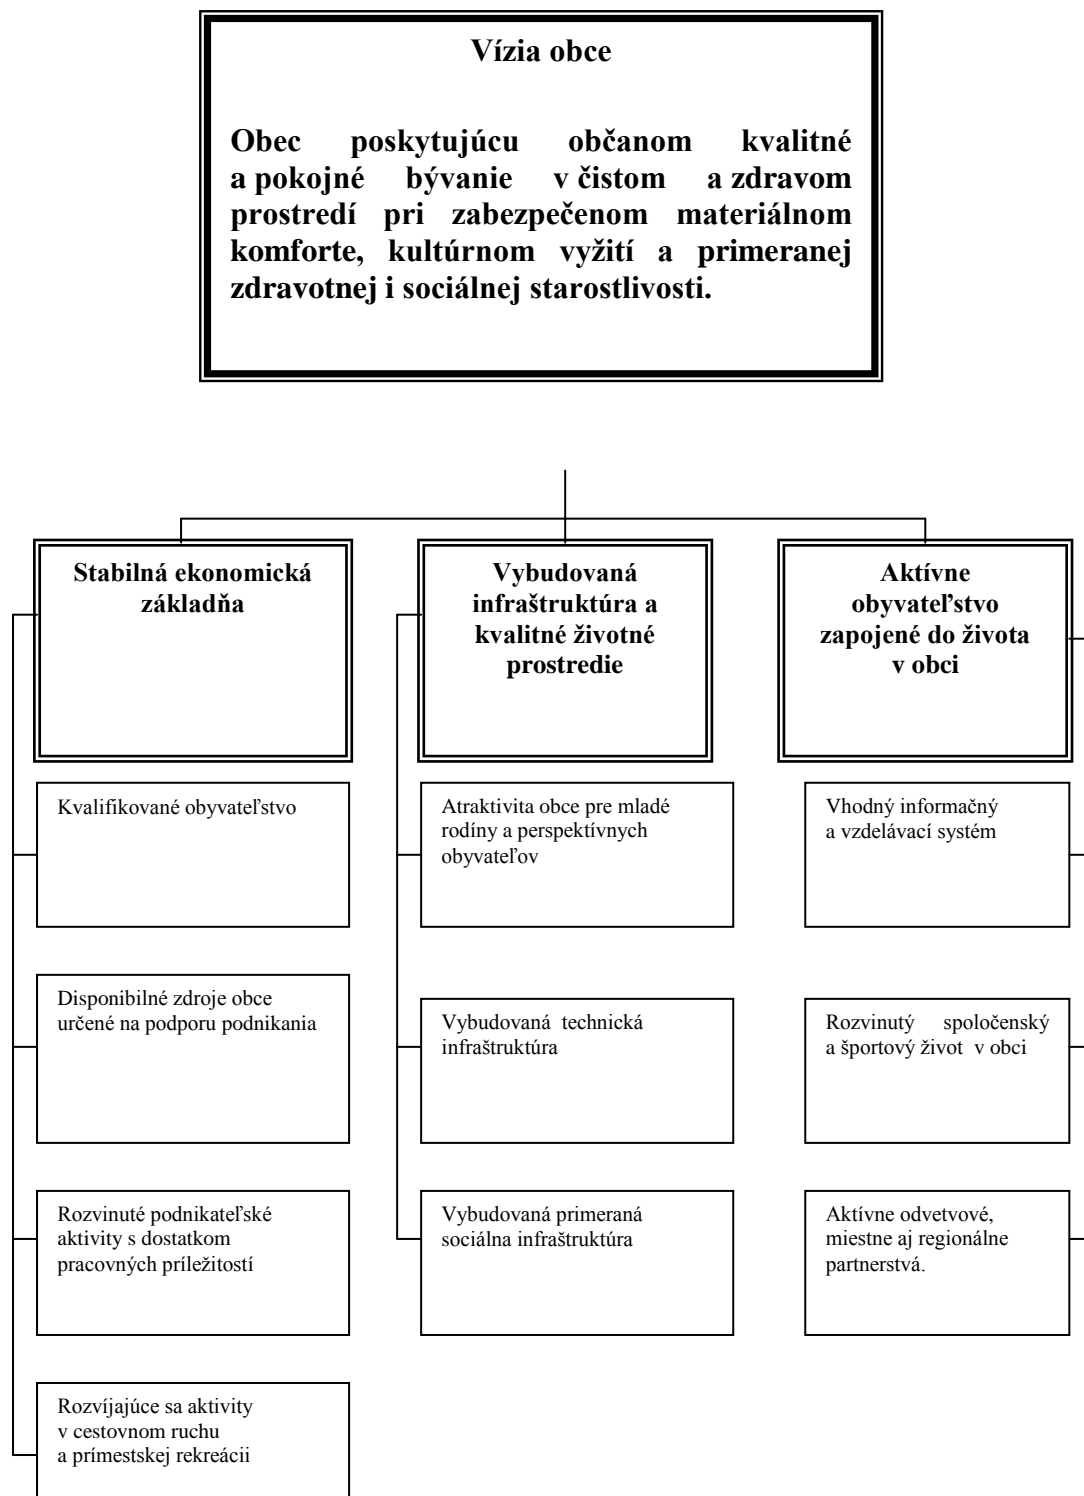 Vízia obce
Obec poskytujúcu občanom kvalitné
a pokojné bývanie v čistom a zdravom
prostredí pri zabezpečenom materiálnom
komforte, kultúrnom vyžití a primeranej
zdravotnej i sociálnej starostlivosti.
Stabilná ekonomická
základňa
Kvalifikované obyvateľstvo
Disponibilné zdroje obce
určené na podporu podnikania
Rozvinuté podnikateľské
aktivity s dostatkom
pracovných príležitostí
Rozvíjajúce sa aktivity
v cestovnom ruchu
a prímestskej rekreácii
Vybudovaná
infraštruktúra a
kvalitné životné
prostredie
Atraktivita obce pre mladé
rodíny a perspektívnych
obyvateľov
Vybudovaná technická
infraštruktúra
Vybudovaná primeraná
sociálna infraštruktúra
Aktívne
obyvateľstvo
zapojené do života
v obci
Vhodný informačný
a vzdelávací systém
Rozvinutý spoločenský
a športový život v obci
Aktívne odvetvové,
miestne aj regionálne
partnerstvá.